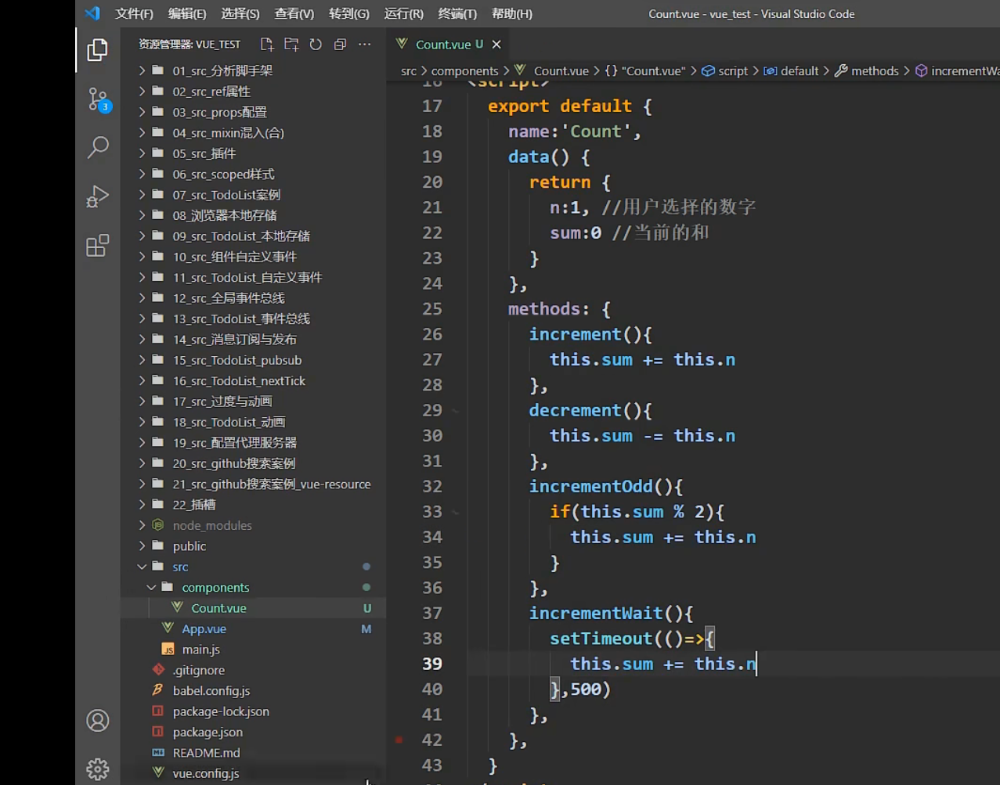 文件(F) 编辑(E) 选择(S) 查看(V) 转到(G) 运行(R) 终端(T) 帮助(H) Count.vue - vue_test - Visual Studio Code
资源管理器: VUE_TEST
3
01_src_分析脚手架
02_src_ref属性
03_src_props配置
04_src_mixin混入(合)
05_src_插件
06_src_scoped样式
07_src_TodoList案例
08_浏览器本地存储
09_src_TodoList_本地存储
10_src_组件自定义事件
11_src_TodoList_自定义事件
12_src_全局事件总线
13_src_TodoList_事件总线
14_src_消息订阅与发布
15_src_TodoList_pubsub
16_src_TodoList_nextTick
17_src_过度与动画
18_src_TodoList_动画
19_src_配置代理服务器
20_src_github搜索案例
21_src_github搜索案例_vue-resource
22_插槽
node_modules
public
src
components
Count.vue U
App.vue M
JS main.js
.gitignore
babel.config.js
package-lock.json
package.json
README.md
vue.config.js
Count.vue U ×
src > components > Count.vue > {} "Count.vue" > script > default > methods > incrementWa
16 <script>
17 export default {
18 name:'Count',
19 data() {
20 return {
21 n:1, //用户选择的数字
22 sum:0 //当前的和
23 }
24 },
25 methods: {
26 increment(){
27 this.sum += this.n
28 },
29 decrement(){
30 this.sum -= this.n
31 },
32 incrementOdd(){
33 if(this.sum % 2){
34 this.sum += this.n
35 }
36 },
37 incrementWait(){
38 setTimeout(()=>{
39 this.sum += this.n
40 },500)
41 },
42 },
43 }